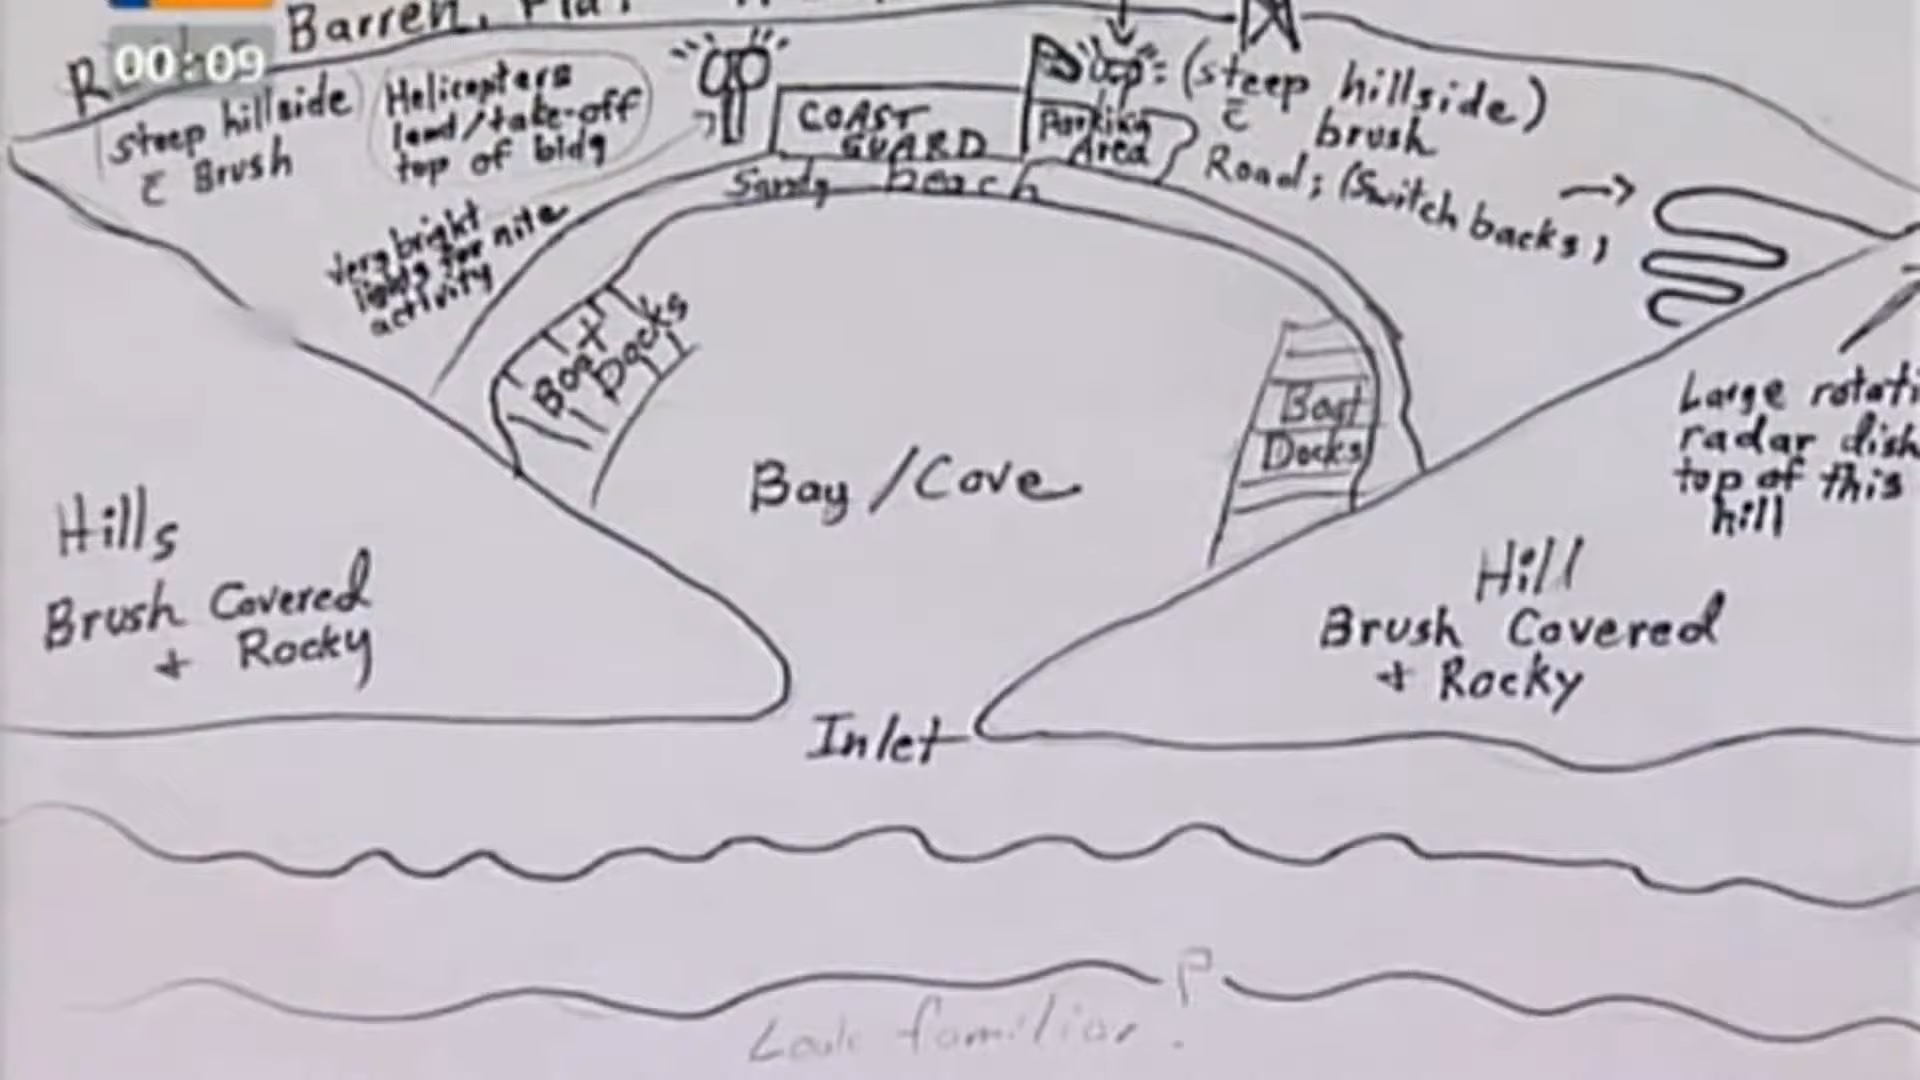 Barren,
00:09
steep hillside
c̄ Brush
Helicopters
land/take-off
top of bldg
COAST
GUARD
Parking
Area
(steep hillside)
c̄ brush
Road; (Switch backs)
→
Sandy beach
Very bright
lights for nite
activity
Boat
Docks
Boat
Docks
Bay/Cove
Large rotati
radar dish
top of this
hill
Hills
Brush Covered
+ Rocky
Hill
Brush Covered
+ Rocky
Inlet
Look familiar?